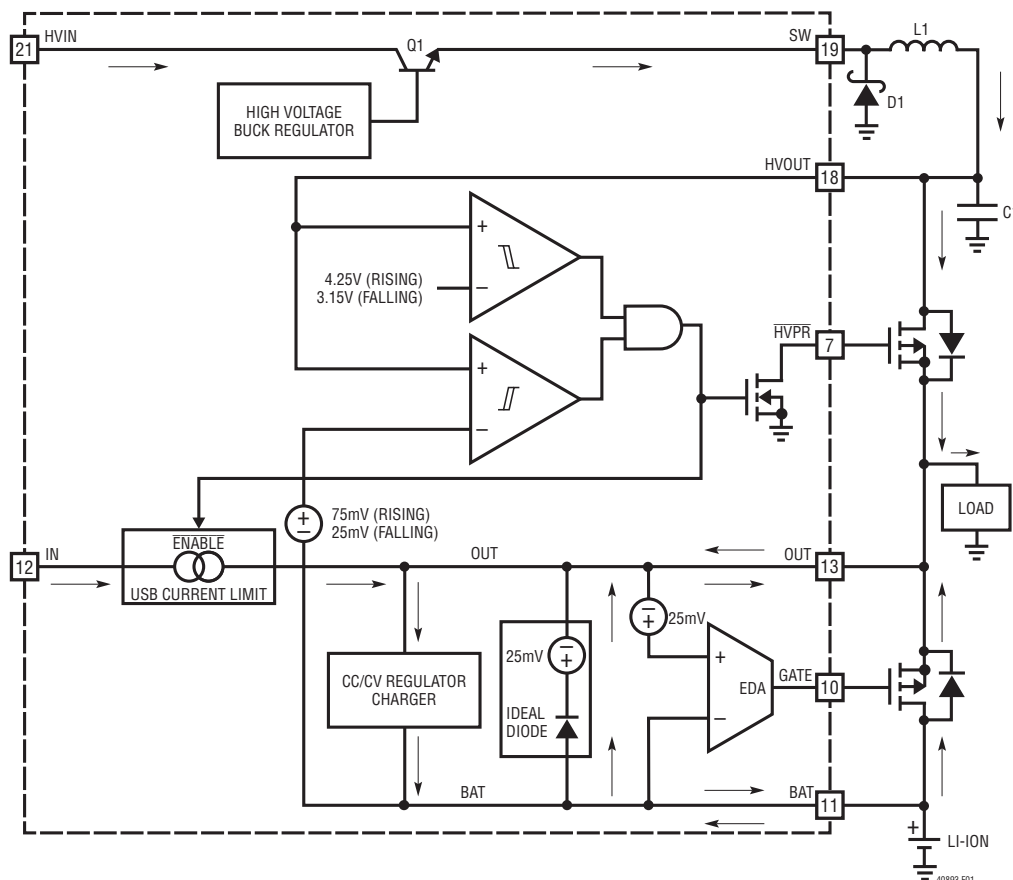 21 HVIN
Q1
SW 19
L1
D1
HIGH VOLTAGE
BUCK REGULATOR
HVOUT 18
C
+
4.25V (RISING)
3.15V (FALLING)
–
HVPR
7
+
–
+
–
75mV (RISING)
25mV (FALLING)
LOAD
12 IN
ENABLE
USB CURRENT LIMIT
OUT
OUT 13
–
+
25mV
CC/CV REGULATOR
CHARGER
25mV
–
+
IDEAL
DIODE
+
EDA
–
GATE
10
BAT
BAT
11
+
LI-ION
40893 F01